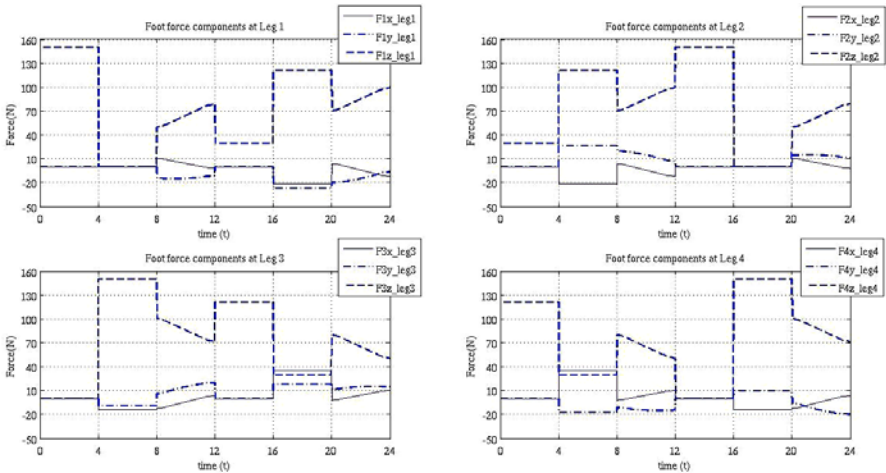 Foot force components at Leg 1
F1x_leg1
F1y_leg1
F1z_leg1
Force(N)
160
130
100
70
40
10
-20
-50
0 4 8 12 16 20 24
time (t)
Foot force components at Leg 2
F2x_leg2
F2y_leg2
F2z_leg2
Force(N)
160
130
100
70
40
10
-20
-50
0 4 8 12 16 20 24
time (t)
Foot force components at Leg 3
F3x_leg3
F3y_leg3
F3z_leg3
Force(N)
160
130
100
70
40
10
-20
-50
0 4 8 12 16 20 24
time (t)
Foot force components at Leg 4
F4x_leg4
F4y_leg4
F4z_leg4
Force(N)
160
130
100
70
40
10
-20
-50
0 4 8 12 16 20 24
time (t)